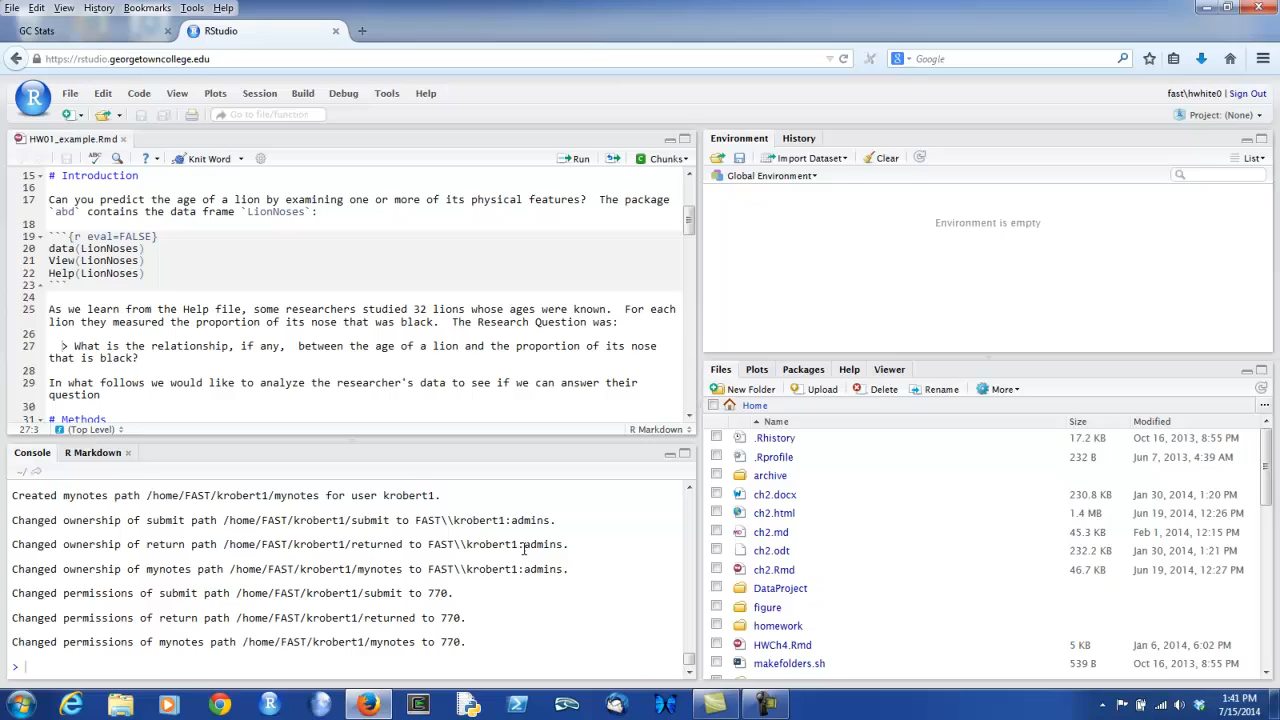 File Edit View History Bookmarks Tools Help
GC Stats × RStudio × +
https://rstudio.georgetowncollege.edu Google
R File Edit Code View Plots Session Build Debug Tools Help fast\hwhite0 Sign Out
Go to file/function Project: (None)
HW01_example.Rmd
ABC ? Knit Word Run Chunks
15 # Introduction
16
17 Can you predict the age of a lion by examining one or more of its physical features? The package
`abd` contains the data frame `LionNoses`:
18
19 ```{r eval=FALSE}
20 data(LionNoses)
21 View(LionNoses)
22 Help(LionNoses)
23 ```
24
25 As we learn from the Help file, some researchers studied 32 lions whose ages were known. For each
lion they measured the proportion of its nose that was black. The Research Question was:
26
27 > What is the relationship, if any, between the age of a lion and the proportion of its nose
that is black?
28
29 In what follows we would like to analyze the researcher's data to see if we can answer their
question
30
31 # Methods
27:3 (Top Level) R Markdown
Console R Markdown
~/
Created mynotes path /home/FAST/krobert1/mynotes for user krobert1.
Changed ownership of submit path /home/FAST/krobert1/submit to FAST\\krobert1:admins.
Changed ownership of return path /home/FAST/krobert1/returned to FAST\\krobert1:admins.
Changed ownership of mynotes path /home/FAST/krobert1/mynotes to FAST\\krobert1:admins.
Changed permissions of submit path /home/FAST/krobert1/submit to 770.
Changed permissions of return path /home/FAST/krobert1/returned to 770.
Changed permissions of mynotes path /home/FAST/krobert1/mynotes to 770.
>
Environment History
Import Dataset Clear List
Global Environment
Environment is empty
Files Plots Packages Help Viewer
New Folder Upload Delete Rename More
Home ...
Name Size Modified
.Rhistory 17.2 KB Oct 16, 2013, 8:55 PM
.Rprofile 232 B Jun 7, 2013, 4:39 AM
archive
ch2.docx 230.8 KB Jan 30, 2014, 1:20 PM
ch2.html 1.4 MB Jun 19, 2014, 12:26 PM
ch2.md 45.3 KB Feb 1, 2014, 12:15 PM
ch2.odt 232.2 KB Jan 30, 2014, 1:21 PM
ch2.Rmd 46.7 KB Jun 19, 2014, 12:27 PM
DataProject
figure
homework
HWCh4.Rmd 5 KB Jan 6, 2014, 6:02 PM
makefolders.sh 539 B Oct 16, 2013, 8:55 PM
1:41 PM
7/15/2014